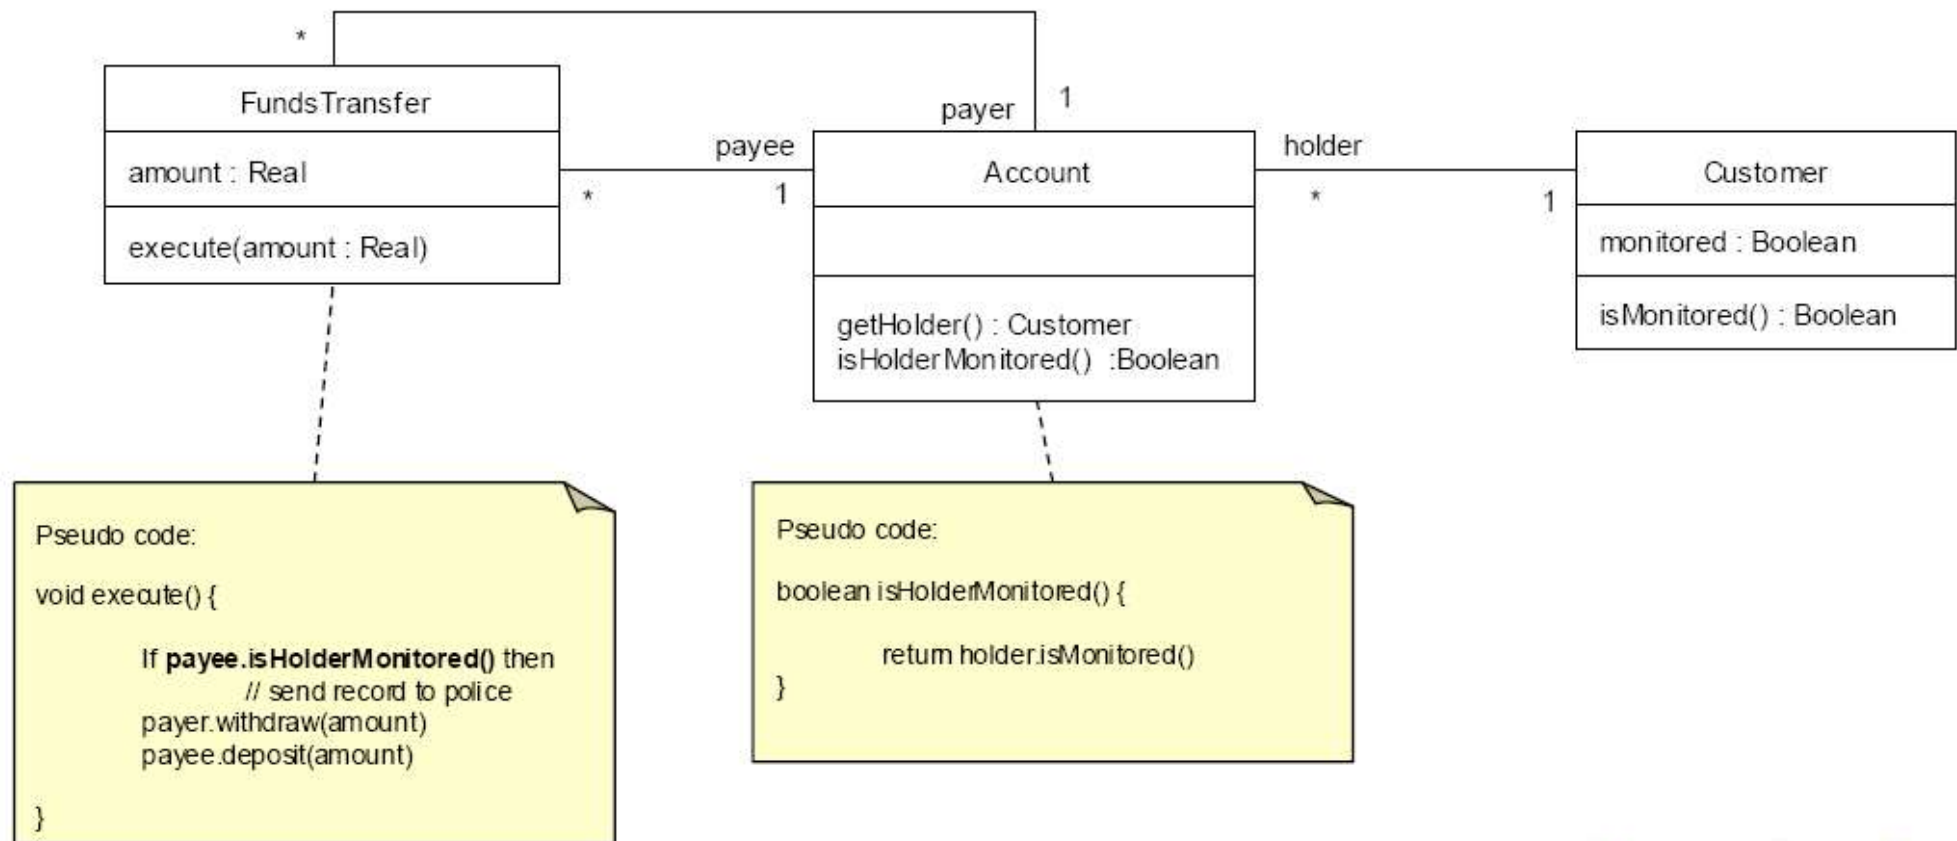 *
FundsTransfer
amount : Real
execute(amount : Real)
payer
1
payee
*
1
Account
getHolder() : Customer
isHolderMonitored() :Boolean
holder
*
1
Customer
monitored : Boolean
isMonitored() : Boolean
Pseudo code:
void execute() {
If payee.isHolderMonitored() then
// send record to police
payer.withdraw(amount)
payee.deposit(amount)
}
Pseudo code:
boolean isHolderMonitored() {
return holder.isMonitored()
}